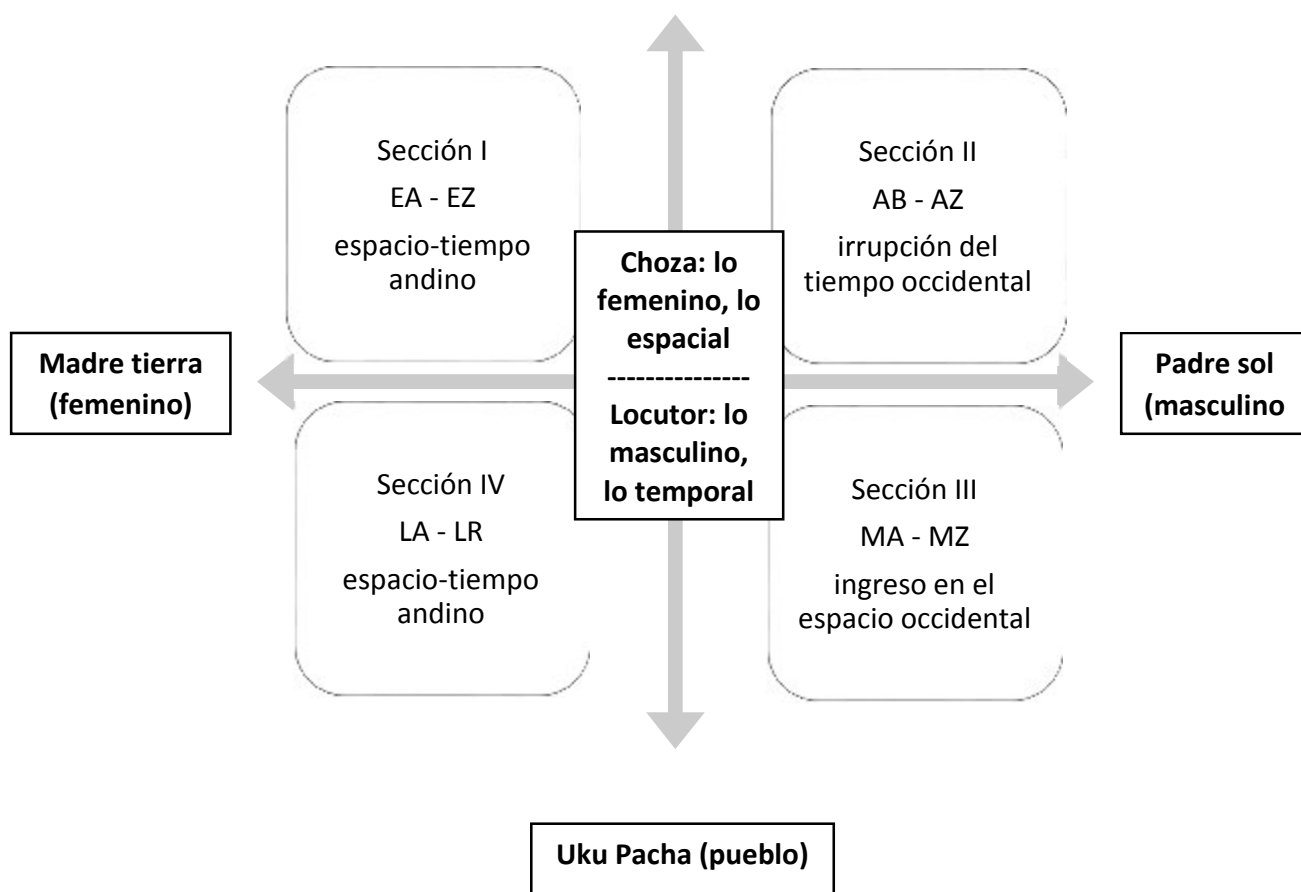 Sección I
EA - EZ
espacio-tiempo
andino
Sección II
AB - AZ
irrupción del
tiempo occidental
Choza: lo
femenino, lo
espacial
---------------
Locutor: lo
masculino,
lo temporal
Madre tierra
(femenino)
Padre sol
(masculino
Sección IV
LA - LR
espacio-tiempo
andino
Sección III
MA - MZ
ingreso en el
espacio occidental
Uku Pacha (pueblo)